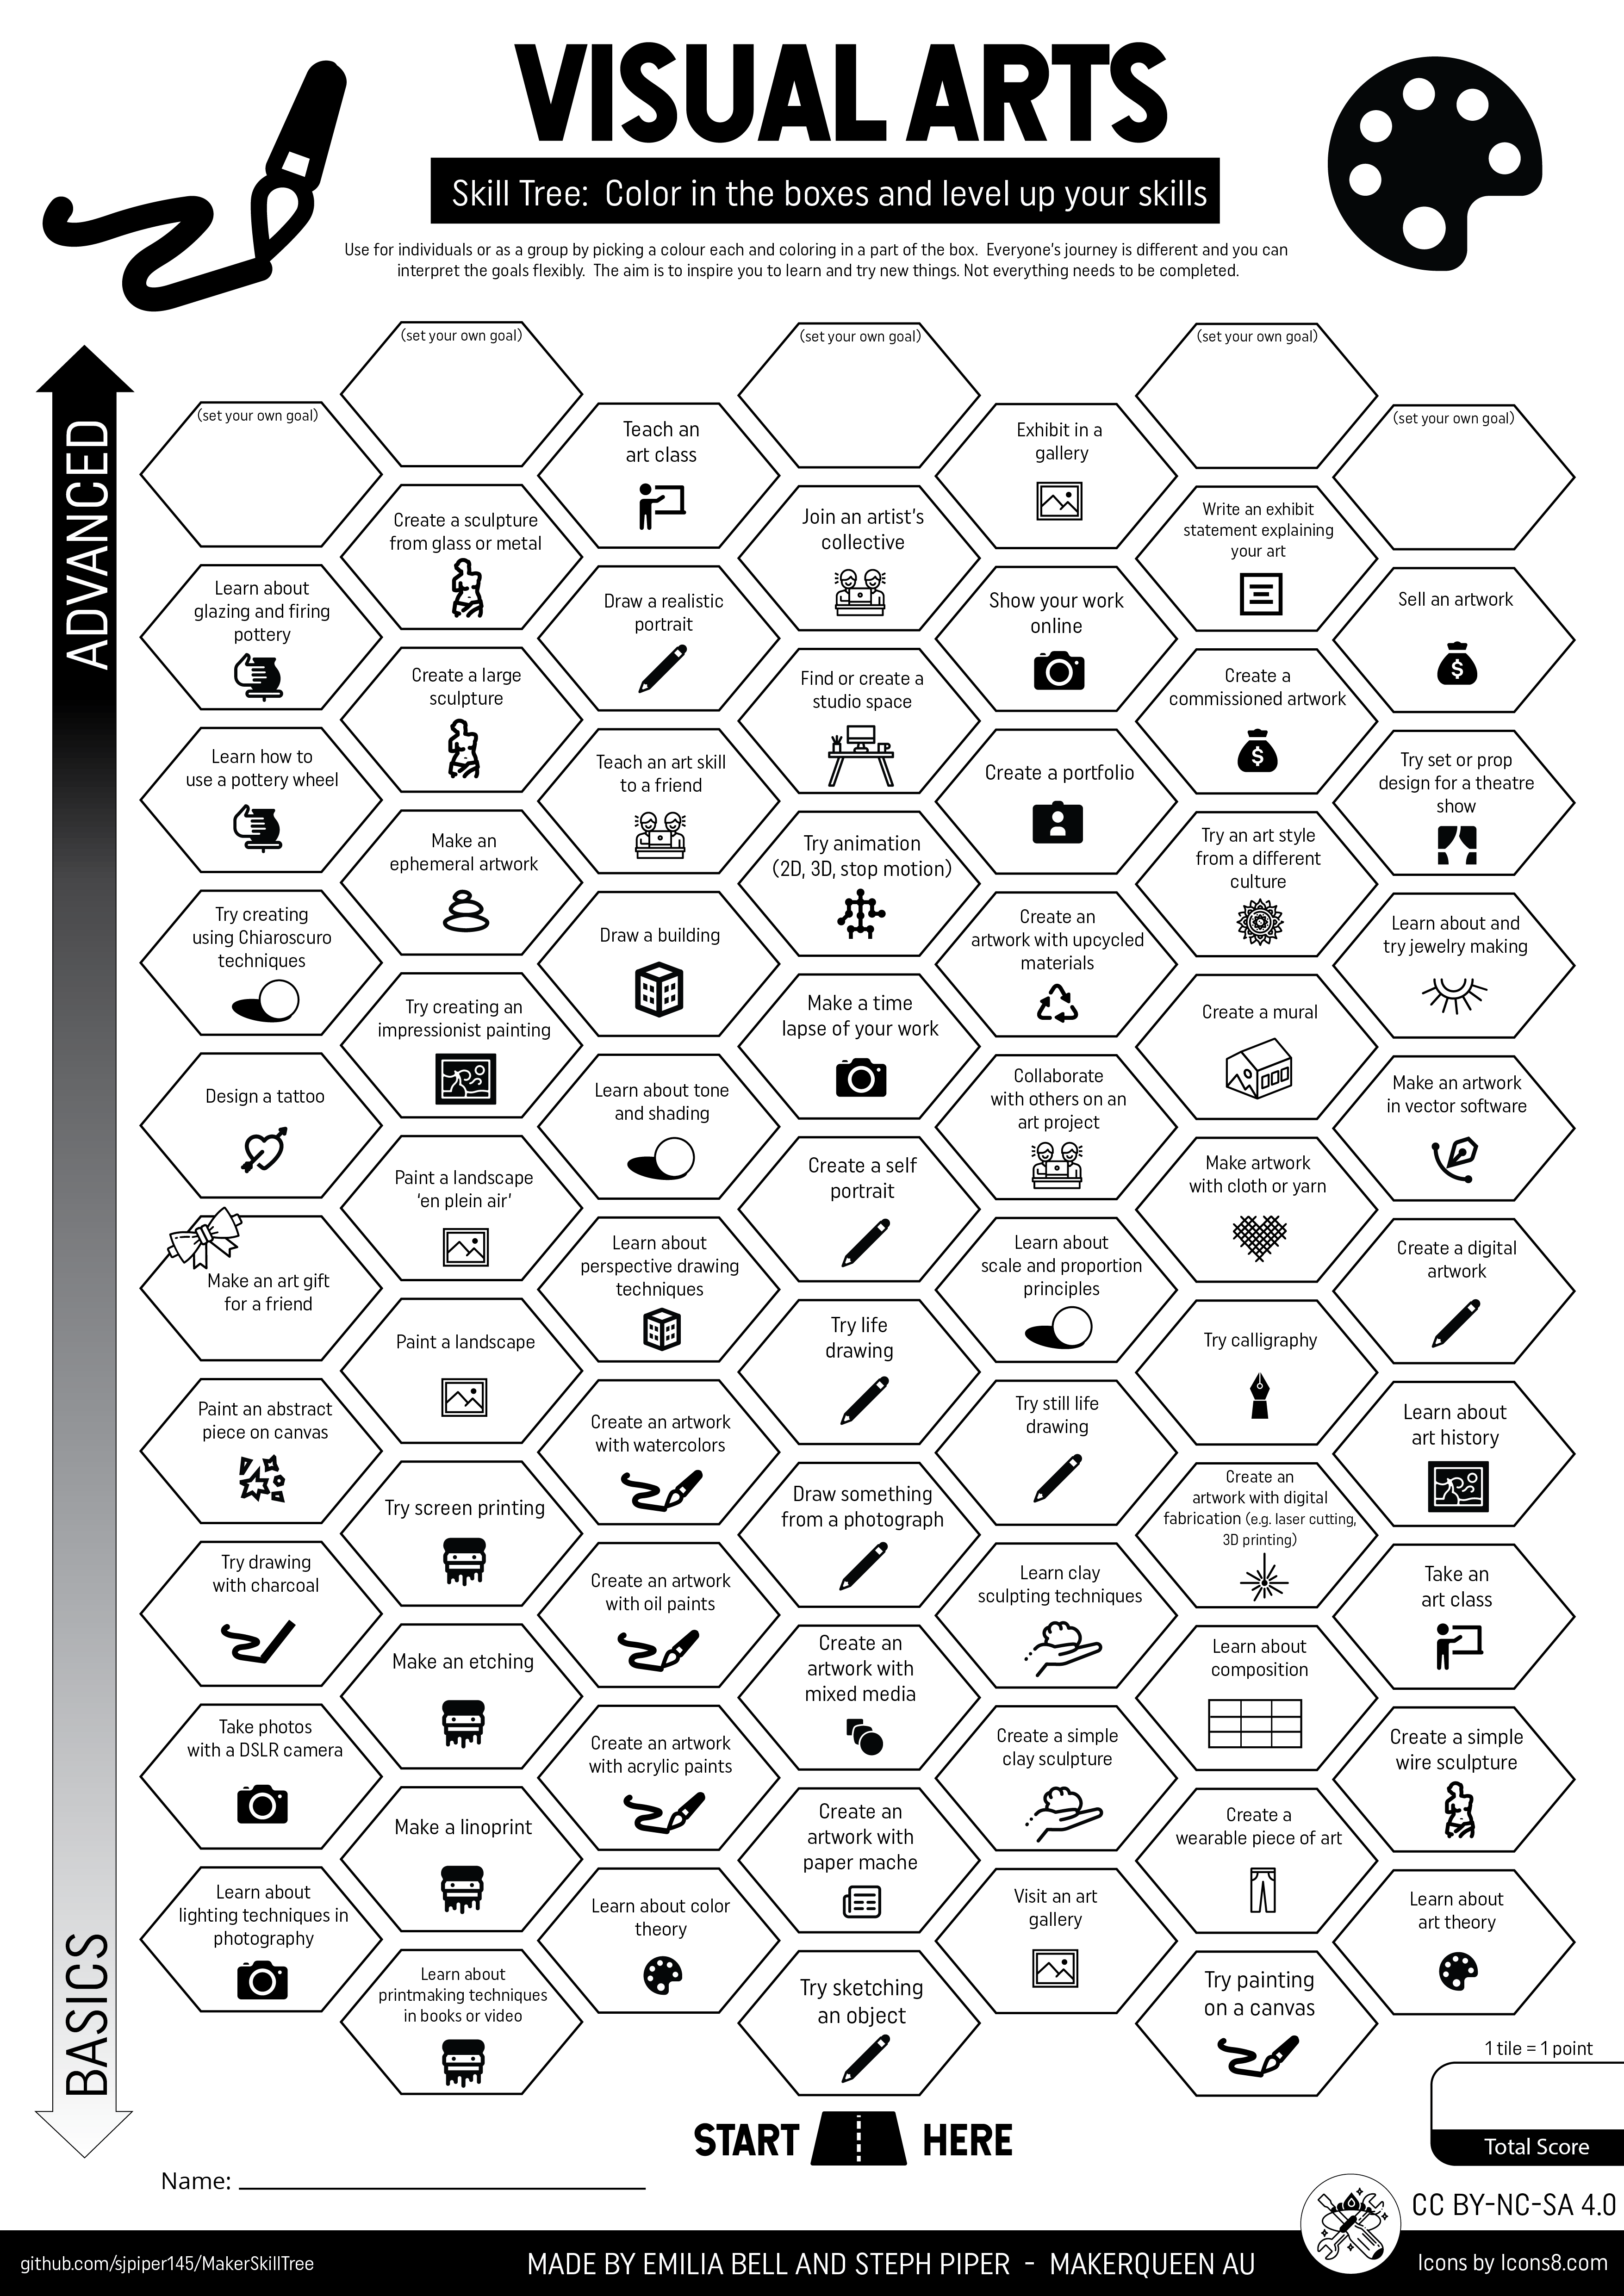 VISUAL ARTS
Skill Tree: Color in the boxes and level up your skills
Use for individuals or as a group by picking a colour each and coloring in a part of the box. Everyone's journey is different and you can
interpret the goals flexibly. The aim is to inspire you to learn and try new things. Not everything needs to be completed.
ADVANCED
BASICS
(set your own goal)
(set your own goal)
(set your own goal)
(set your own goal)
(set your own goal)
Teach an
art class
Exhibit in a
gallery
Create a sculpture
from glass or metal
Join an artist's
collective
Write an exhibit
statement explaining
your art
Learn about
glazing and firing
pottery
Draw a realistic
portrait
Show your work
online
Sell an artwork
Create a large
sculpture
Find or create a
studio space
Create a
commissioned artwork
Learn how to
use a pottery wheel
Teach an art skill
to a friend
Create a portfolio
Try set or prop
design for a theatre
show
Make an
ephemeral artwork
Try animation
(2D, 3D, stop motion)
Try an art style
from a different
culture
Try creating
using Chiaroscuro
techniques
Draw a building
Create an
artwork with upcycled
materials
Learn about and
try jewelry making
Try creating an
impressionist painting
Make a time
lapse of your work
Create a mural
Design a tattoo
Learn about tone
and shading
Collaborate
with others on an
art project
Make an artwork
in vector software
Paint a landscape
'en plein air'
Create a self
portrait
Make artwork
with cloth or yarn
Make an art gift
for a friend
Learn about
perspective drawing
techniques
Learn about
scale and proportion
principles
Create a digital
artwork
Paint a landscape
Try life
drawing
Try calligraphy
Paint an abstract
piece on canvas
Create an artwork
with watercolors
Try still life
drawing
Learn about
art history
Try screen printing
Draw something
from a photograph
Create an
artwork with digital
fabrication (e.g. laser cutting,
3D printing)
Try drawing
with charcoal
Create an artwork
with oil paints
Learn clay
sculpting techniques
Take an
art class
Make an etching
Create an
artwork with
mixed media
Learn about
composition
Take photos
with a DSLR camera
Create an artwork
with acrylic paints
Create a simple
clay sculpture
Create a simple
wire sculpture
Make a linoprint
Create an
artwork with
paper mache
Create a
wearable piece of art
Learn about
lighting techniques in
photography
Learn about color
theory
Visit an art
gallery
Learn about
art theory
Learn about
printmaking techniques
in books or video
Try sketching
an object
Try painting
on a canvas
1 tile = 1 point
Total Score
START HERE
Name:
CC BY-NC-SA 4.0
github.com/sjpiper145/MakerSkillTree
MADE BY EMILIA BELL AND STEPH PIPER - MAKERQUEEN AU
Icons by Icons8.com